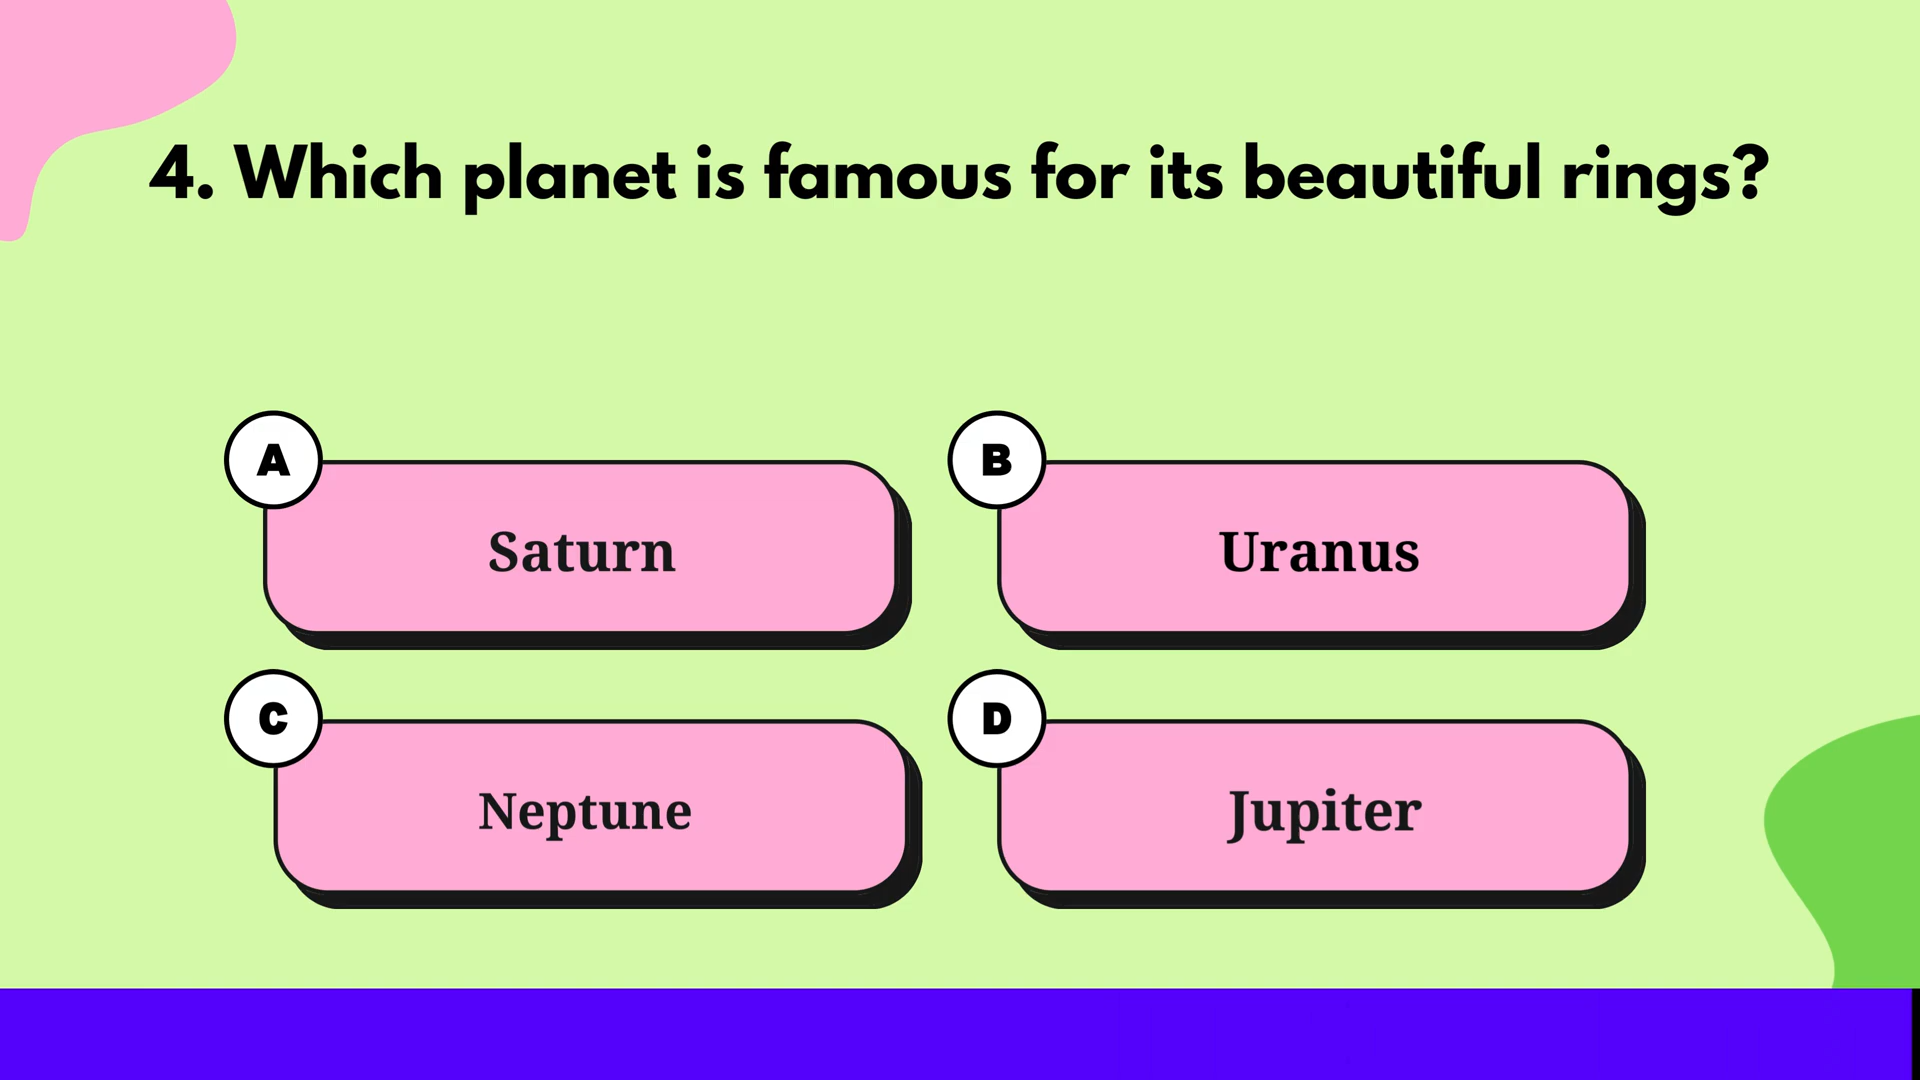 4. Which planet is famous for its beautiful rings?
A
Saturn
B
Uranus
C
Neptune
D
Jupiter